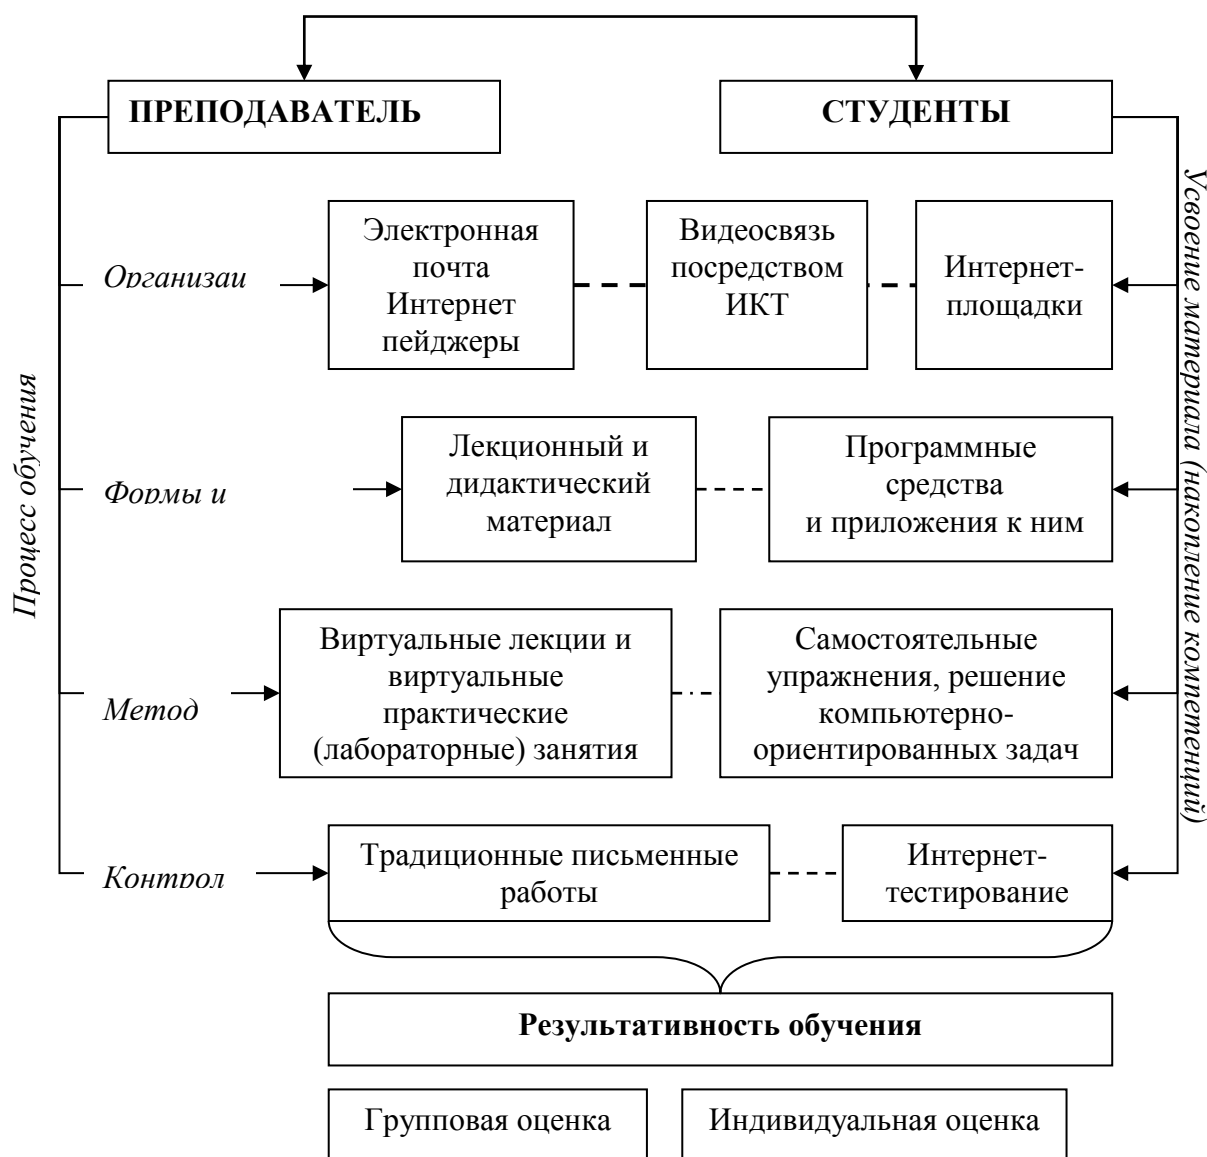 ПРЕПОДАВАТЕЛЬ
СТУДЕНТЫ
Процесс обучения
Усвоение материала (накопление компетенций)
Организаи
Электронная
почта
Интернет
пейджеры
Видеосвязь
посредством
ИКТ
Интернет-
площадки
Формы и
Лекционный и
дидактический
материал
Программные
средства
и приложения к ним
Метод
Виртуальные лекции и
виртуальные
практические
(лабораторные) занятия
Самостоятельные
упражнения, решение
компьютерно-
ориентированных задач
Контрол
Традиционные письменные
работы
Интернет-
тестирование
Результативность обучения
Групповая оценка
Индивидуальная оценка